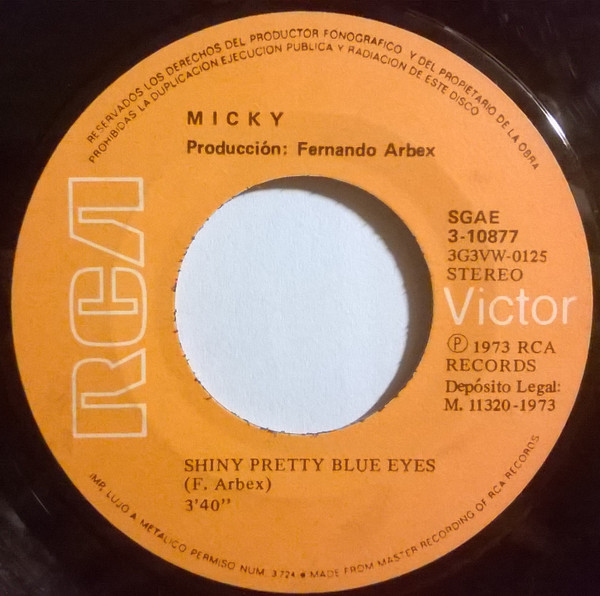 RESERVADOS LOS DERECHOS DEL PRODUCTOR FONOGRAFICO Y DEL PROPIETARIO DE LA OBRA
PROHIBIDAS LA DUPLICACION EJECUCION PUBLICA Y RADIACION DE ESTE DISCO
MICKY
Producción: Fernando Arbex
RCA
SGAE
3-10877
3G3VW-0125
STEREO
Victor
Ⓟ 1973 RCA
RECORDS
Depósito Legal:
M. 11320-1973
SHINY PRETTY BLUE EYES
(F. Arbex)
3'40"
IMP. LUJO A METALICO PERMISO NUM. 3.724 ● MADE FROM MASTER RECORDING OF RCA RECORDS.